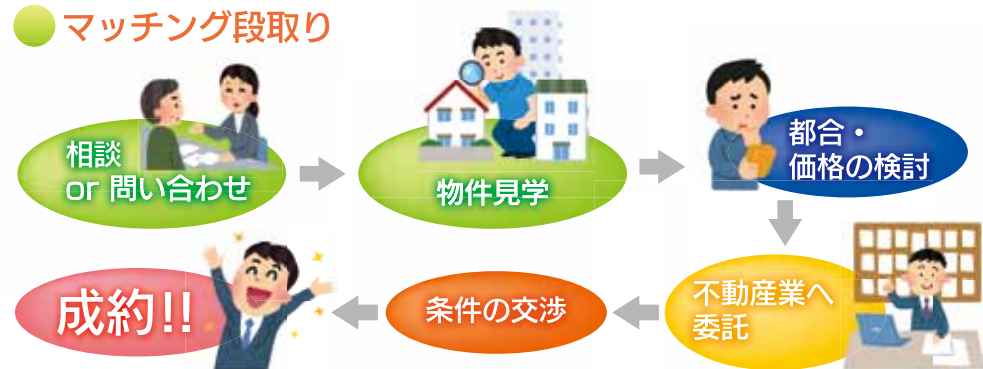 マッチング段取り
相談
or 問い合わせ
物件見学
都合・
価格の検討
不動産業へ
委託
条件の交渉
成約!!